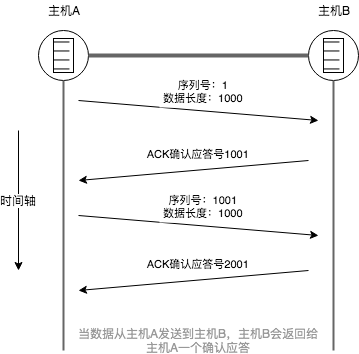 主机A
主机B
序列号：1
数据长度：1000
ACK确认应答号1001
序列号：1001
数据长度：1000
时间轴
ACK确认应答号2001
当数据从主机A发送到主机B，主机B会返回给
主机A一个确认应答